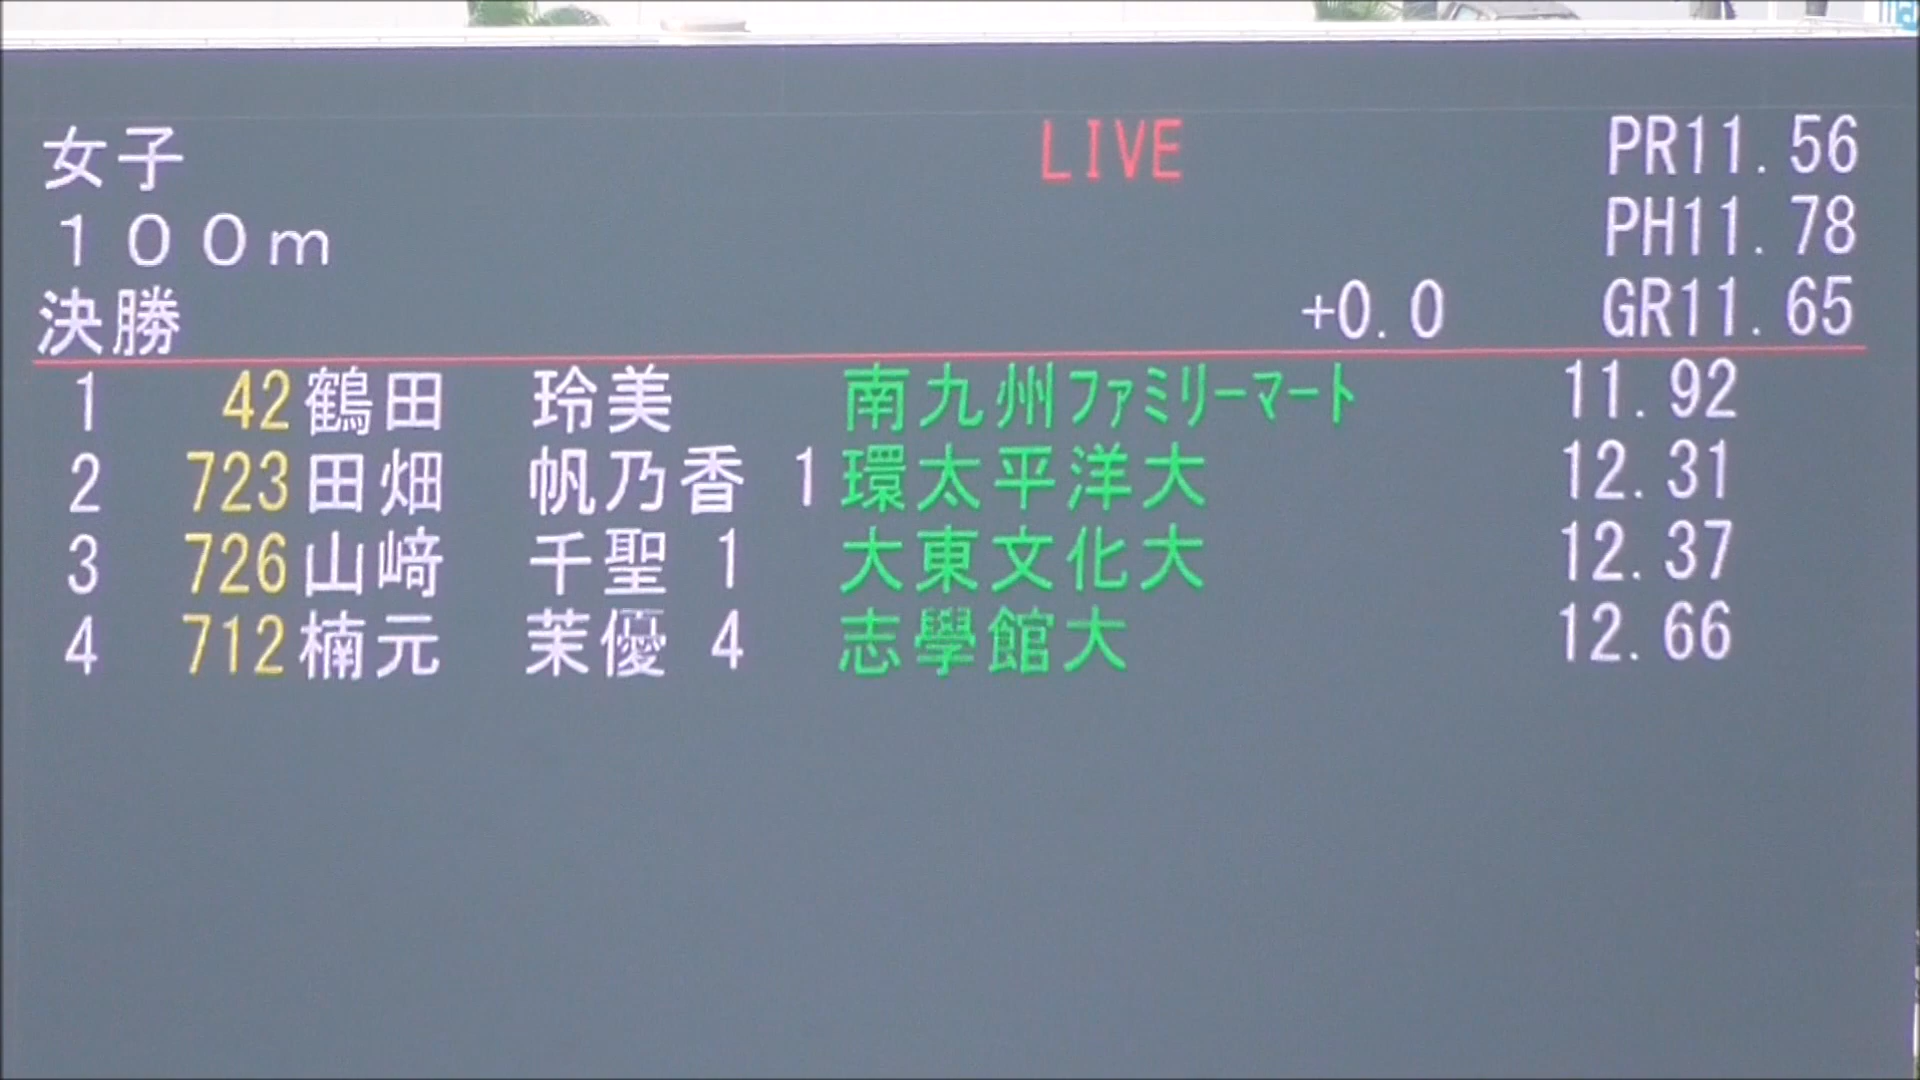 女子 LIVE PR11.56
１００ｍ PH11.78
決勝 +0.0 GR11.65
1 42 鶴田 玲美 南九州ﾌｧﾐﾘｰﾏｰﾄ 11.92
2 723 田畑 帆乃香 1 環太平洋大 12.31
3 726 山﨑 千聖 1 大東文化大 12.37
4 712 楠元 茉優 4 志學館大 12.66